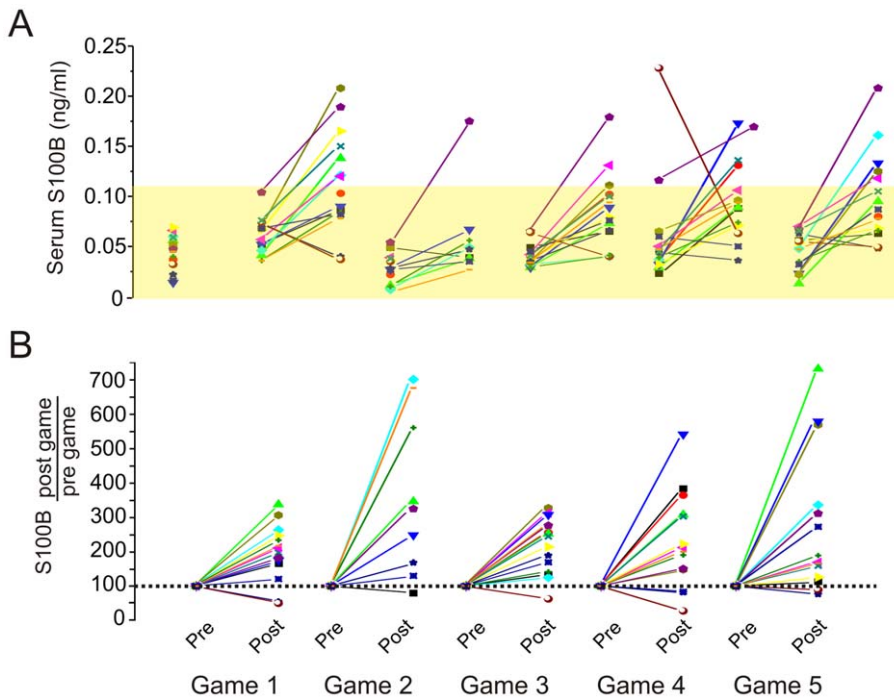 A
Serum S100B (ng/ml)
0.25
0.20
0.15
0.10
0.05
0
B
S100B post game
pre game
700
600
500
400
300
200
100
0
Pre Post Pre Post Pre Post Pre Post Pre Post
Game 1 Game 2 Game 3 Game 4 Game 5